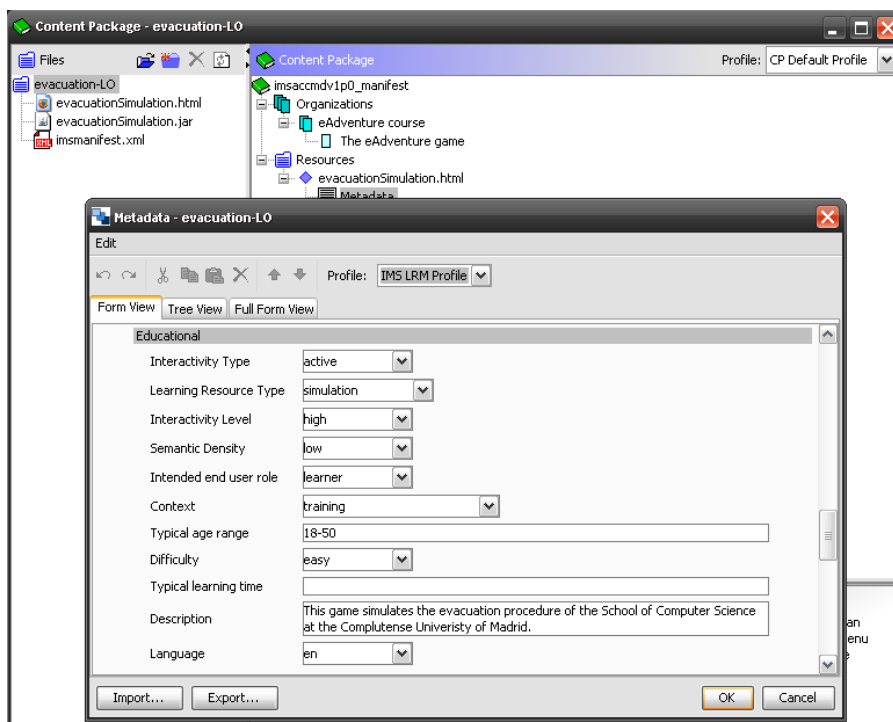 Content Package - evacuation-LO
Files
Content Package
Profile: CP Default Profile
evacuation-LO
evacuationSimulation.html
evacuationSimulation.jar
imsmanifest.xml
imsaccmdv1p0_manifest
Organizations
eAdventure course
The eAdventure game
Resources
evacuationSimulation.html
Metadata
Metadata - evacuation-LO
Edit
Profile: IMS LRM Profile
Form View Tree View Full Form View
Educational
Interactivity Type active
Learning Resource Type simulation
Interactivity Level high
Semantic Density low
Intended end user role learner
Context training
Typical age range 18-50
Difficulty easy
Typical learning time
Description This game simulates the evacuation procedure of the School of Computer Science
at the Complutense Univeristy of Madrid.
Language en
an
enu
Import... Export... OK Cancel